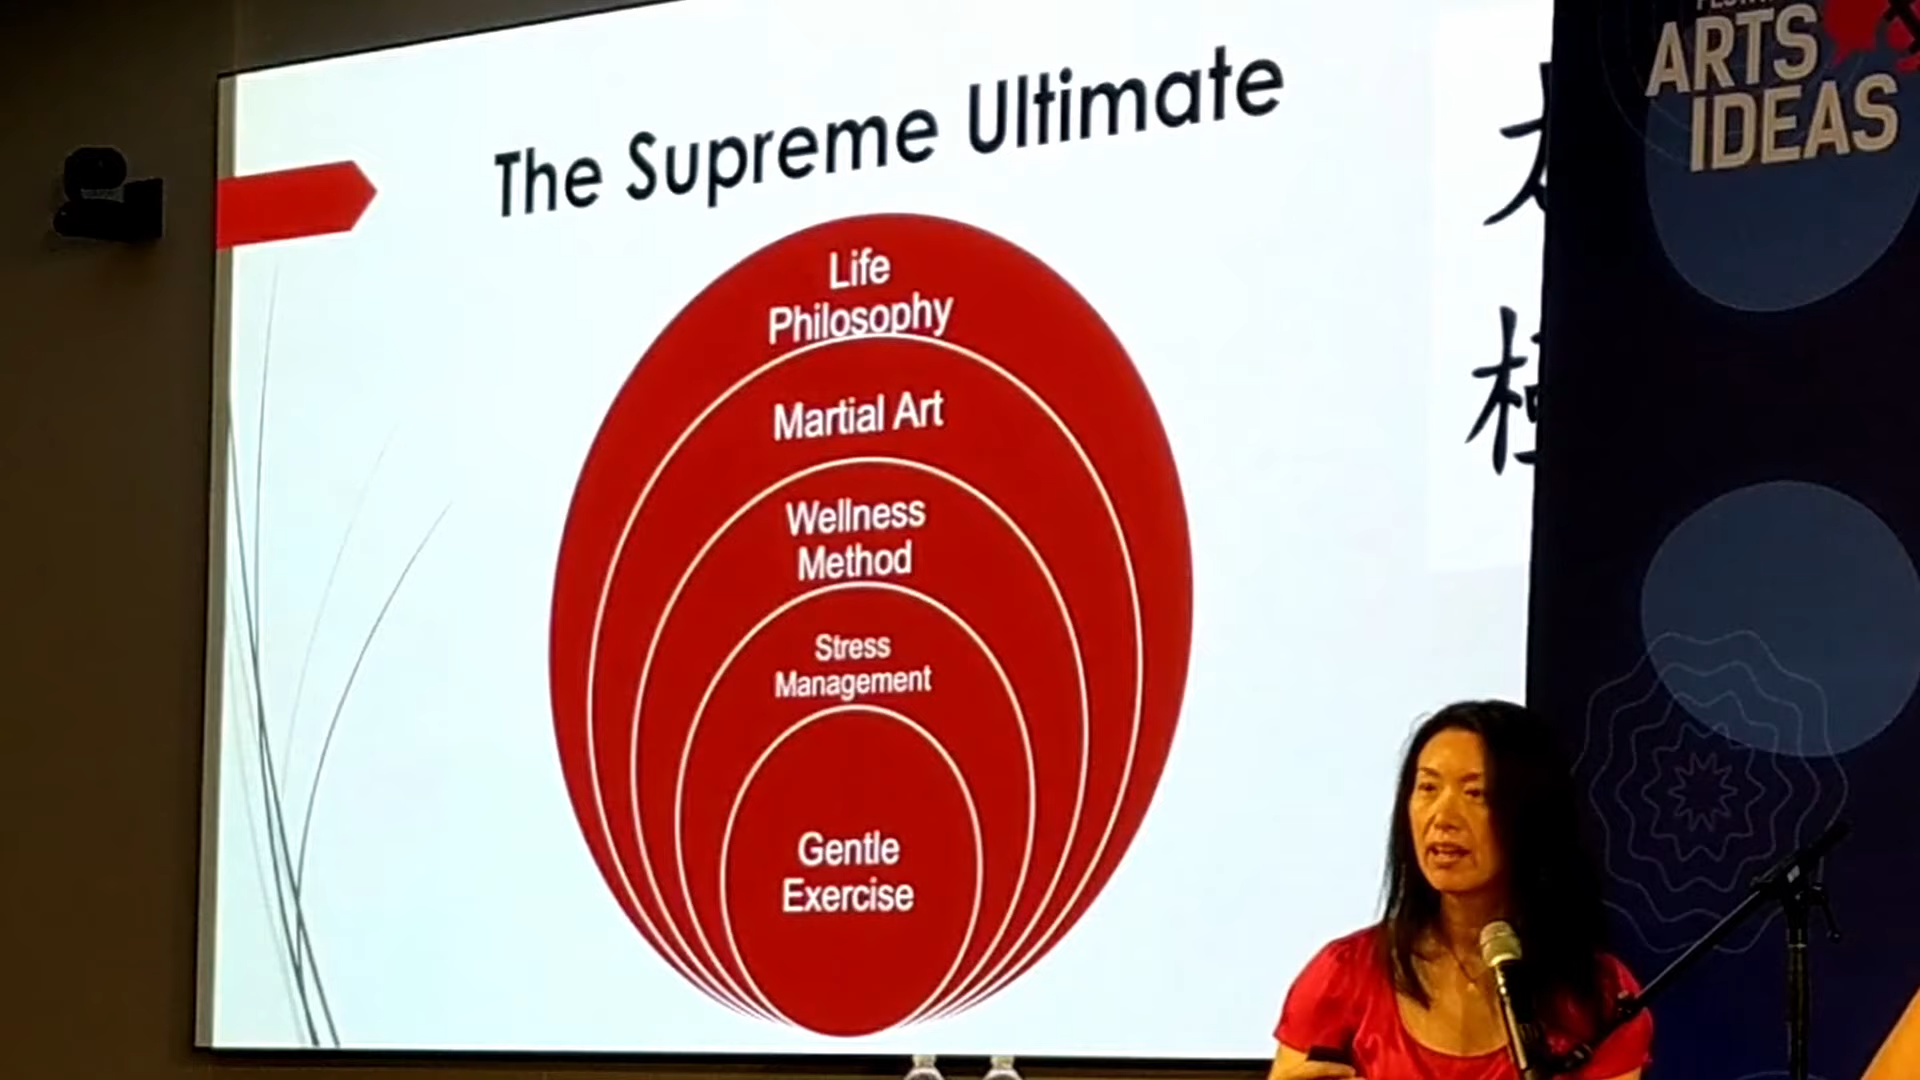 The Supreme Ultimate
Life
Philosophy
Martial Art
Wellness
Method
Stress
Management
Gentle
Exercise
ARTS
IDEAS